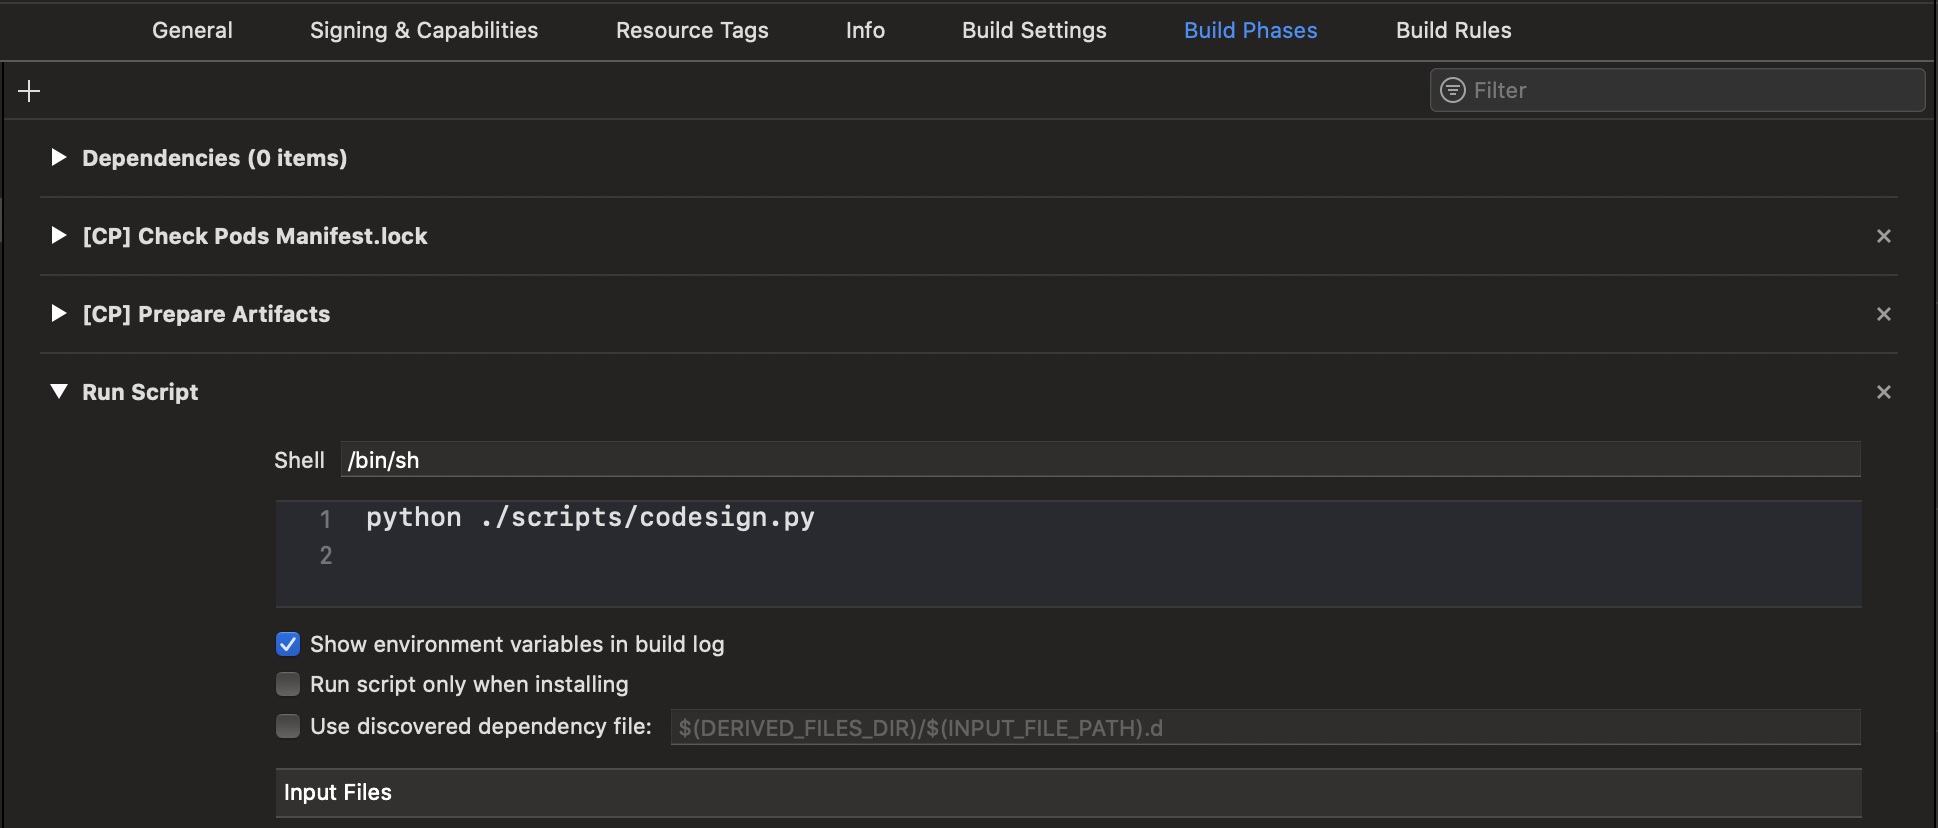 General Signing & Capabilities Resource Tags Info Build Settings Build Phases Build Rules
Filter
Dependencies (0 items)
[CP] Check Pods Manifest.lock
[CP] Prepare Artifacts
Run Script
Shell /bin/sh
1 python ./scripts/codesign.py
2
Show environment variables in build log
Run script only when installing
Use discovered dependency file: $(DERIVED_FILES_DIR)/$(INPUT_FILE_PATH).d
Input Files